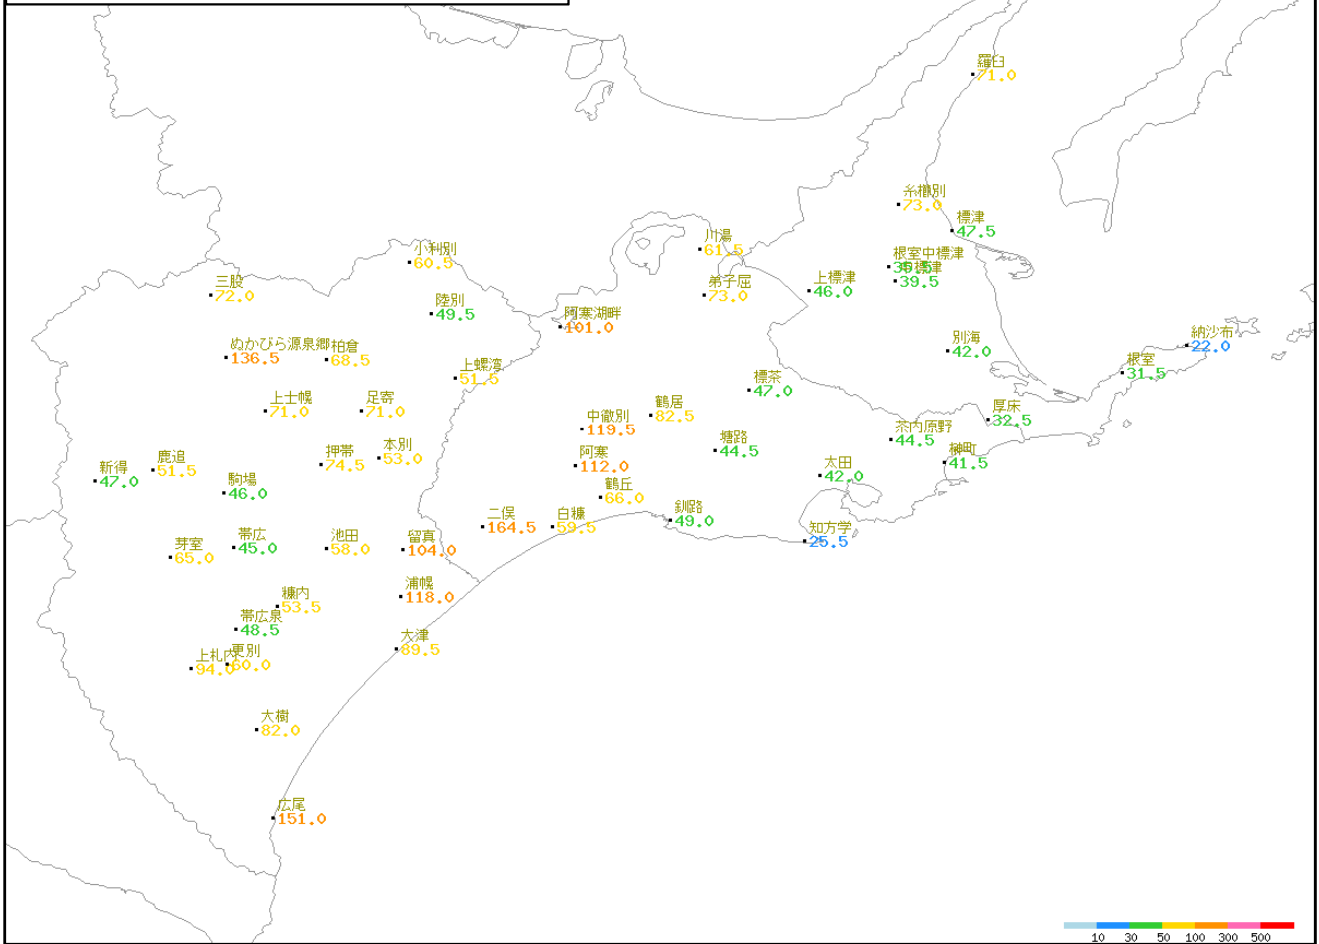 羅臼
71.0
糸櫛別
73.0
標津
47.5
川湯
61.5
小利別
60.5
根室中標津
中標津
39.5
上標津
46.0
三股
72.0
弟子屈
73.0
陸別
49.5
阿寒湖畔
101.0
納沙布
22.0
ぬかびら源泉郷
136.5
柏倉
68.5
別海
42.0
根室
31.5
上螺湾
51.5
標茶
47.0
上士幌
71.0
足寄
71.0
鶴居
82.5
厚床
32.5
中徹別
119.5
茶内原野
44.5
本別
53.0
押帯
74.5
塘路
44.5
榊町
41.5
鹿追
51.5
阿寒
112.0
太田
42.0
新得
47.0
駒場
46.0
鶴丘
66.0
二俣
164.5
白糠
59.5
釧路
49.0
知方学
25.5
芽室
65.0
帯広
45.0
池田
58.0
留真
104.0
浦幌
118.0
糠内
53.5
帯広泉
48.5
大津
89.5
上札内
94.0
更別
60.0
大樹
82.0
広尾
151.0
10 30 50 100 300 500